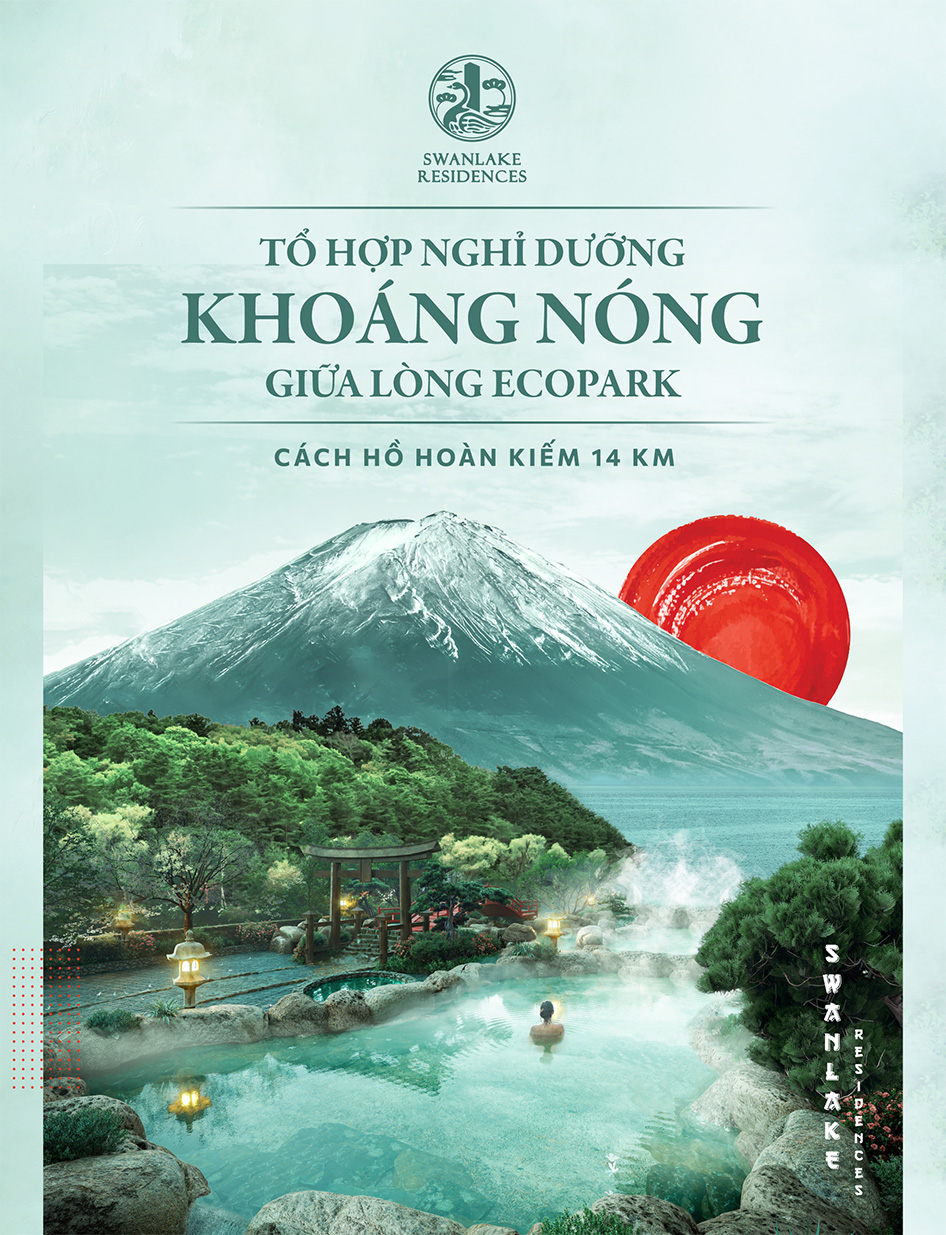 SWANLAKE
RESIDENCES
TỔ HỢP NGHỈ DƯỠNG
KHOÁNG NÓNG
GIỮA LÒNG ECOPARK
CÁCH HỒ HOÀN KIẾM 14 KM
SWANLAKE
RESIDENCES